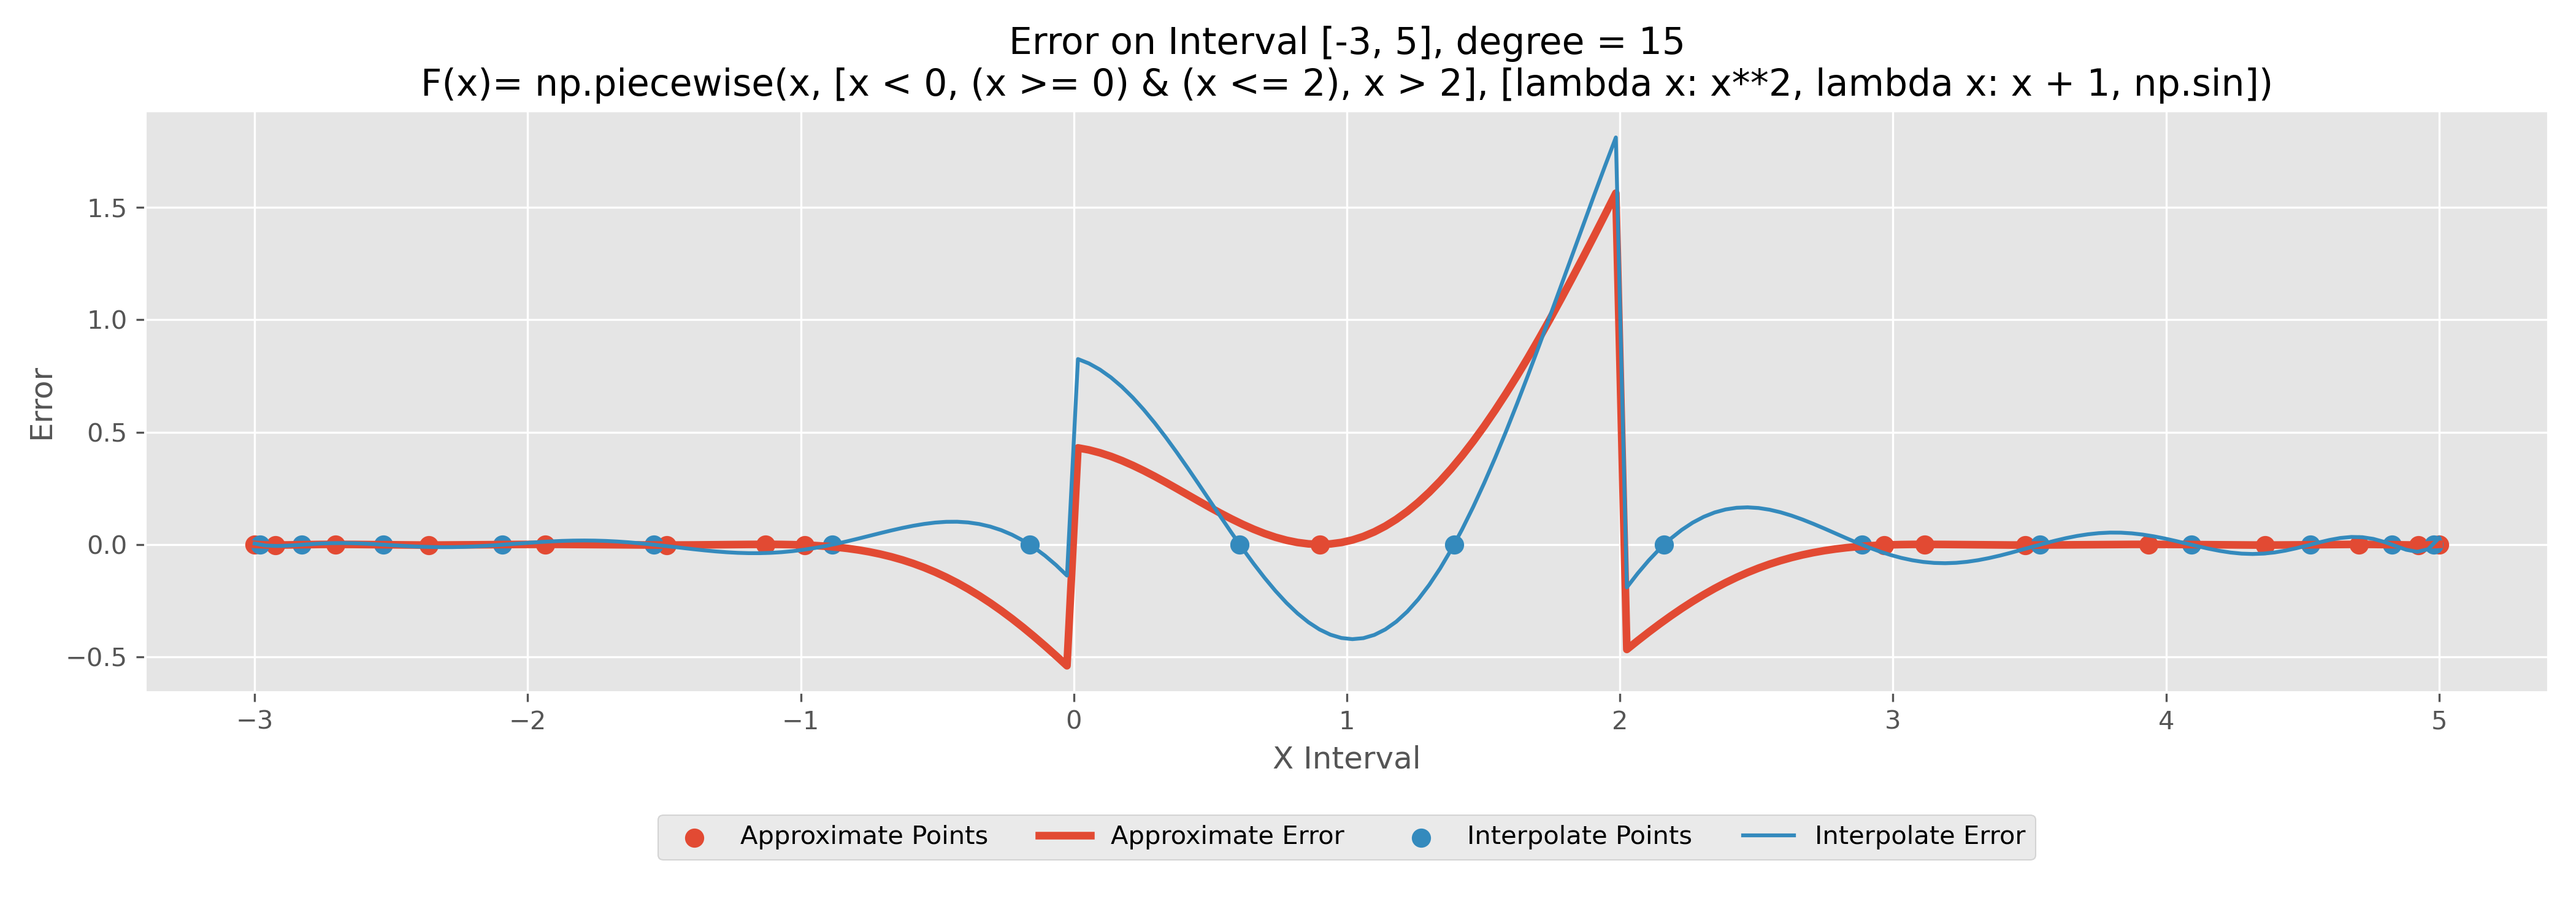 Error on Interval [-3, 5], degree = 15
F(x)= np.piecewise(x, [x < 0, (x >= 0) & (x <= 2), x > 2], [lambda x: x**2, lambda x: x + 1, np.sin])
Error
1.5
1.0
0.5
0.0
−0.5
−3 −2 −1 0 1 2 3 4 5
X Interval
Approximate Points Approximate Error Interpolate Points Interpolate Error